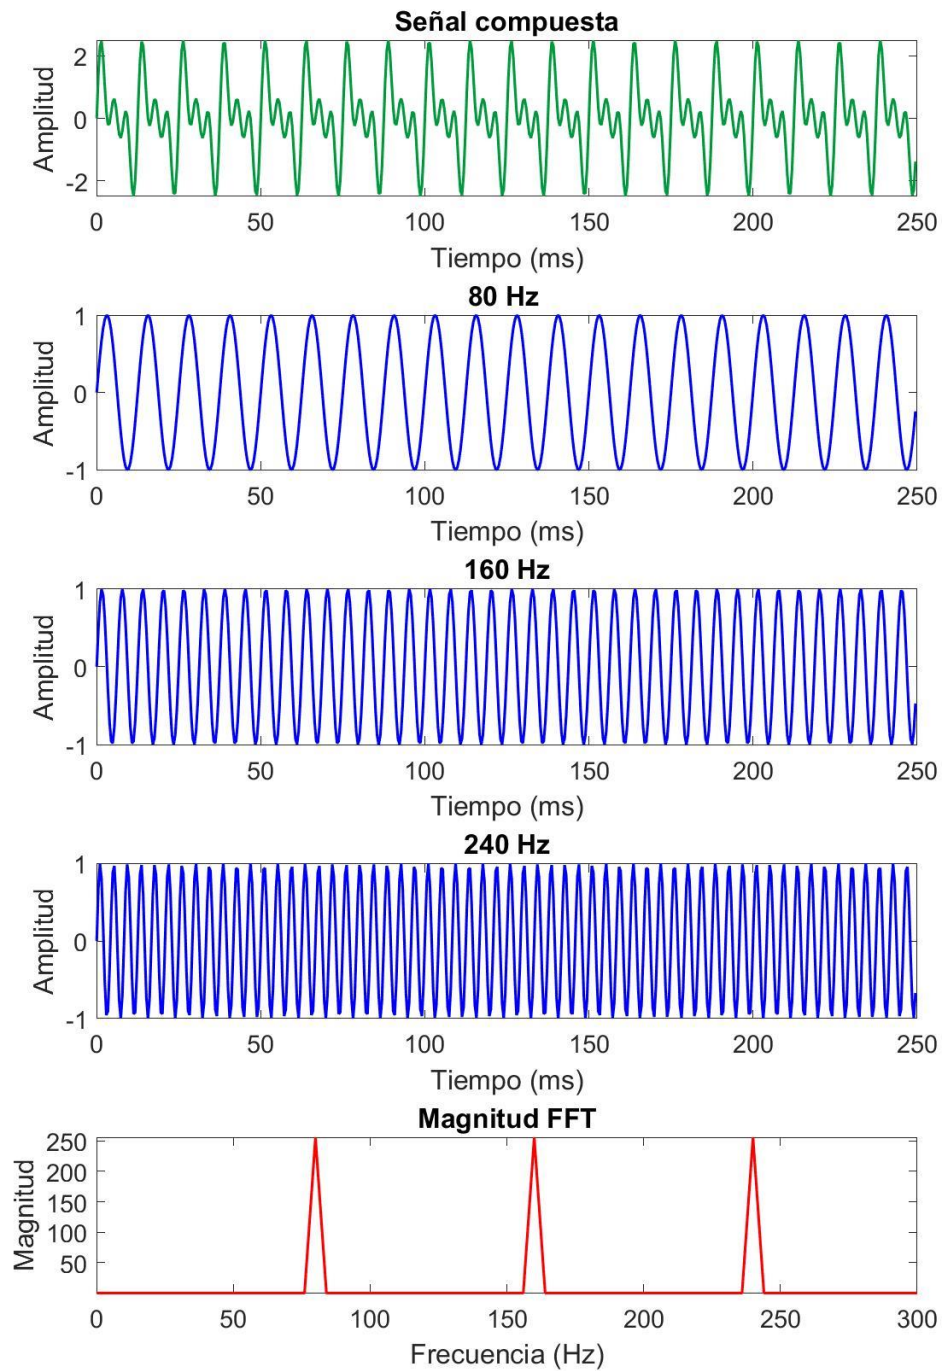 Señal compuesta
2
0
-2
Amplitud
0 50 100 150 200 250
Tiempo (ms)
80 Hz
1
0
-1
Amplitud
0 50 100 150 200 250
Tiempo (ms)
160 Hz
1
0
-1
Amplitud
0 50 100 150 200 250
Tiempo (ms)
240 Hz
1
0
-1
Amplitud
0 50 100 150 200 250
Tiempo (ms)
Magnitud FFT
250
200
150
100
50
Magnitud
0 50 100 150 200 250 300
Frecuencia (Hz)